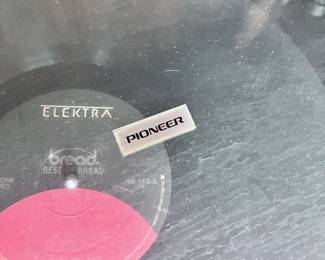 ELEKTRA
PIONEER
bread
BEST OF BREAD